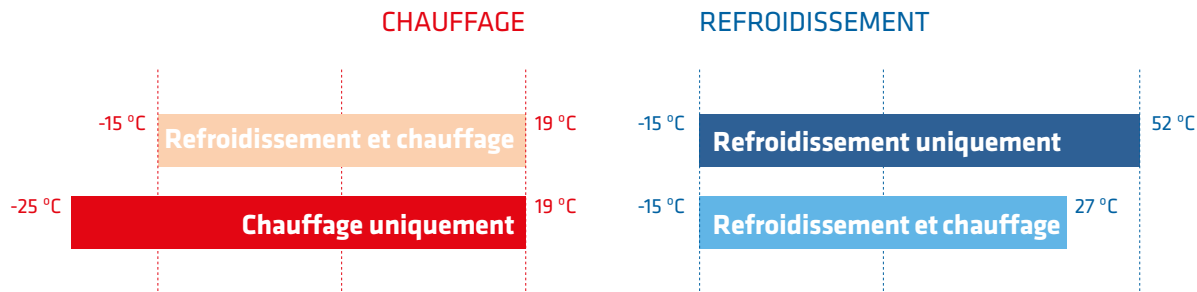 CHAUFFAGE
REFROIDISSEMENT
-15 °C
Refroidissement et chauffage
19 °C
-25 °C
Chauffage uniquement
19 °C
-15 °C
Refroidissement uniquement
52 °C
-15 °C
Refroidissement et chauffage
27 °C